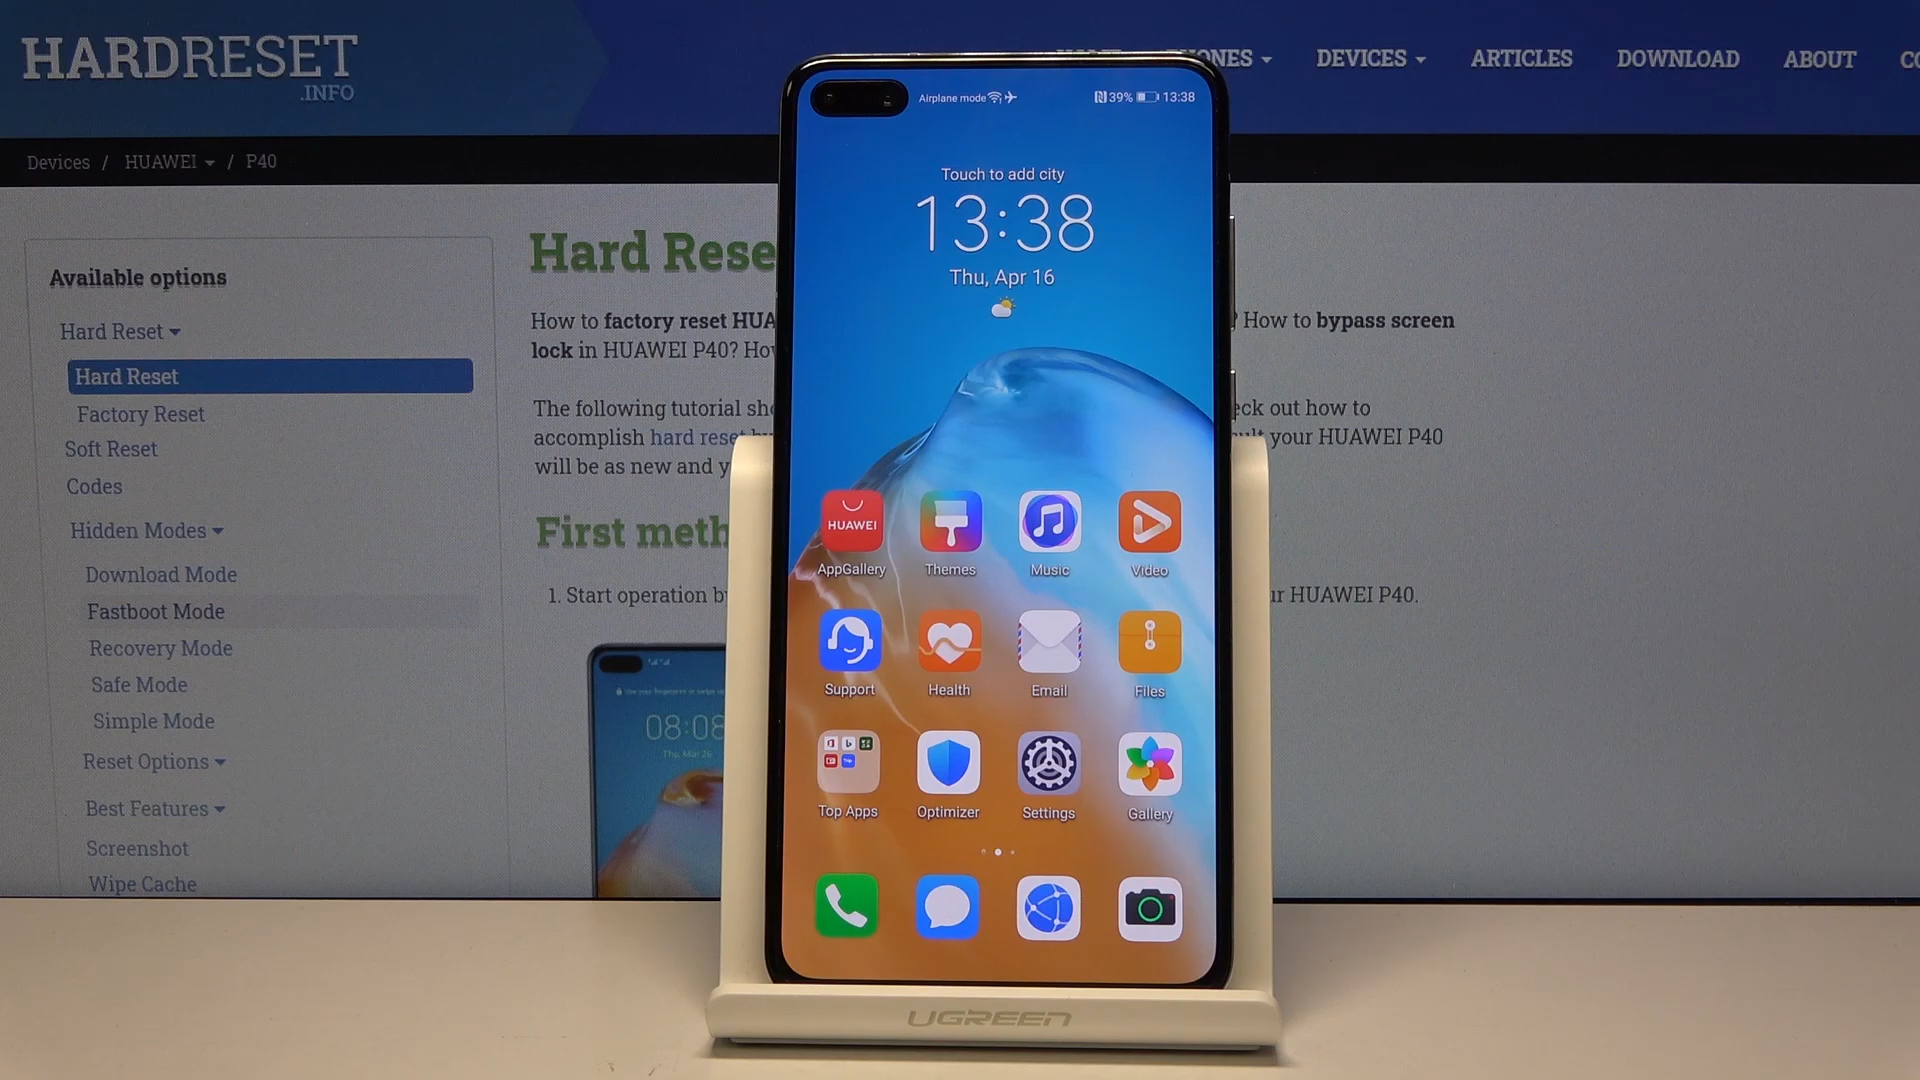 HARDRESET
.INFO
DEVICES
ARTICLES
DOWNLOAD
ABOUT
Devices / HUAWEI / P40
Available options
Hard Reset
Hard Reset
Factory Reset
Soft Reset
Codes
Hidden Modes
Download Mode
Fastboot Mode
Recovery Mode
Safe Mode
Simple Mode
Reset Options
Best Features
Screenshot
Wipe Cache
Hard Rese
How to factory reset HUA ? How to bypass screen
lock in HUAWEI P40? Ho
The following tutorial sh eck out how to
accomplish hard reset your HUAWEI P40
will be as new and y
First meth
1. Start operation b ur HUAWEI P40.
08:08
Airplane mode 39% 13:38
Touch to add city
13:38
Thu, Apr 16
HUAWEI
AppGallery Themes Music Video
Support Health Email Files
Top Apps Optimizer Settings Gallery
UGREEN